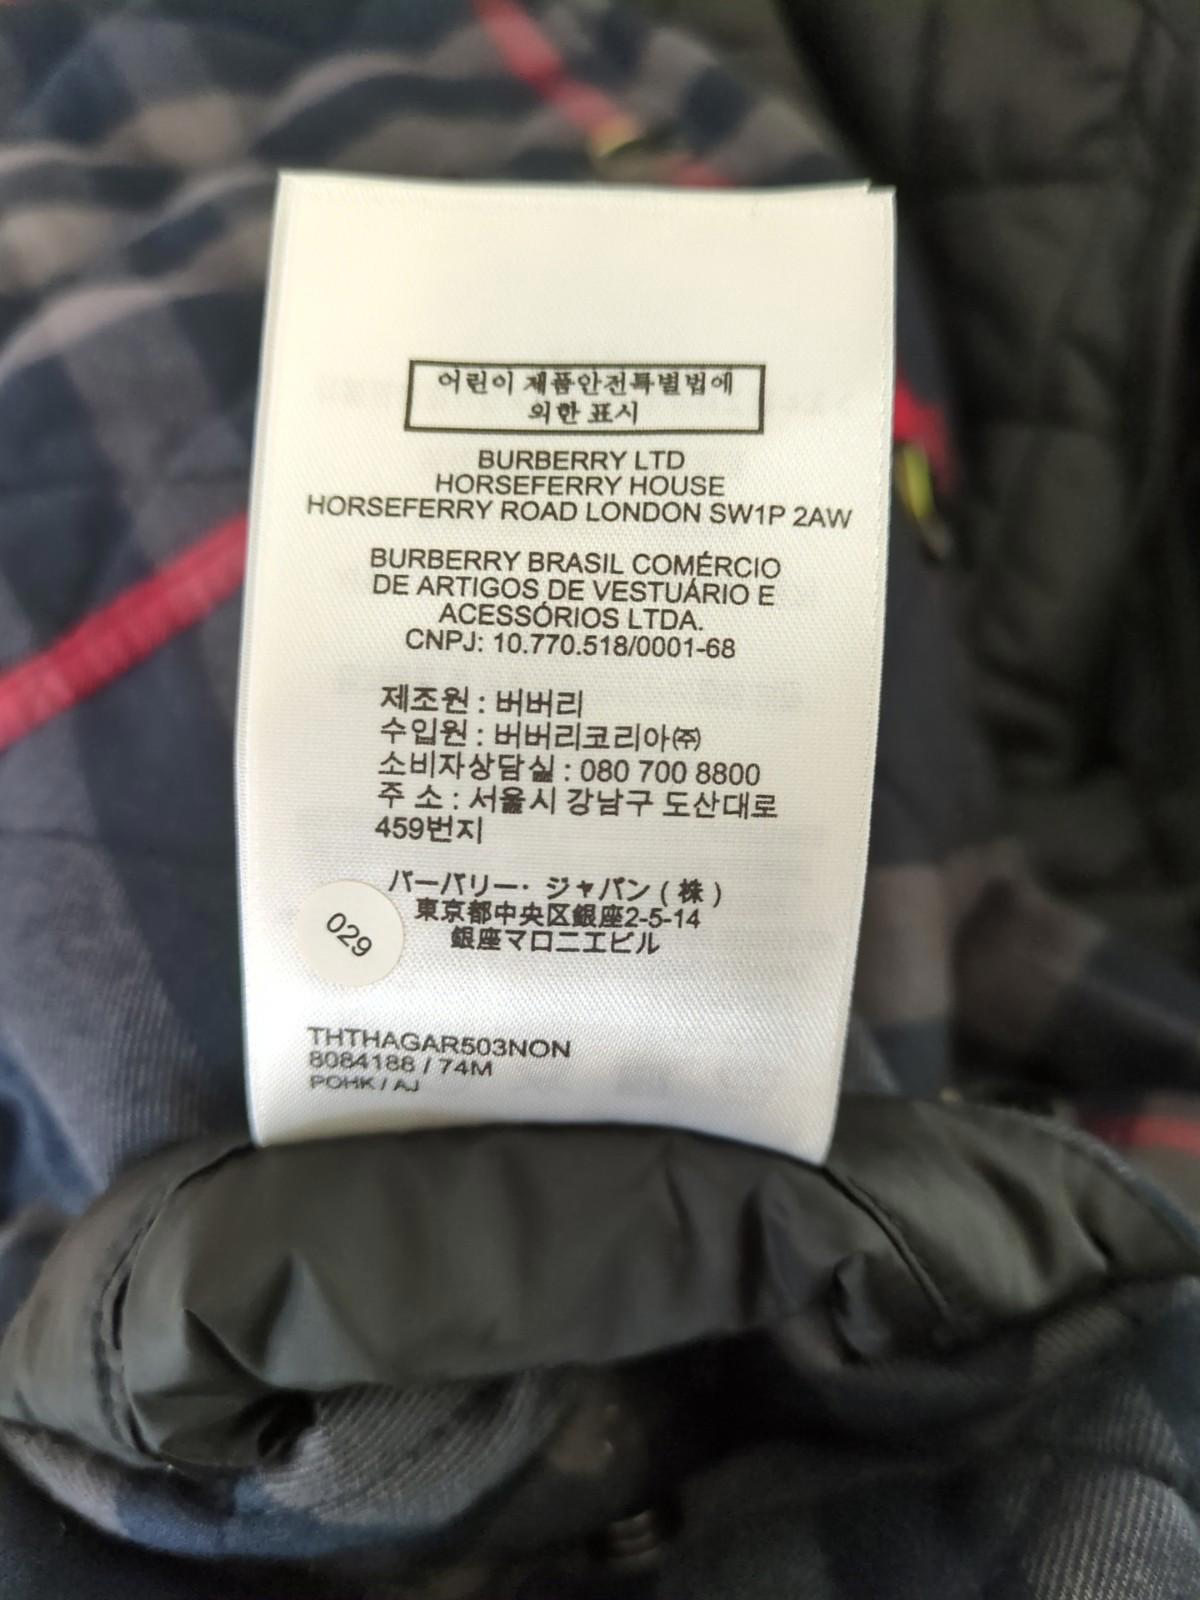 어린이 제품안전특별법에
의한 표시
BURBERRY LTD
HORSEFERRY HOUSE
HORSEFERRY ROAD LONDON SW1P 2AW
BURBERRY BRASIL COMÉRCIO
DE ARTIGOS DE VESTUÁRIO E
ACESSÓRIOS LTDA.
CNPJ: 10.770.518/0001-68
제조원 : 버버리
수입원 : 버버리코리아㈜
소비자상담실 : 080 700 8800
주 소 : 서울시 강남구 도산대로
459번지
バーバリー・ジャパン ( 株 )
東京都中央区銀座2-5-14
銀座マロニエビル
029
THTHAGAR503NON
8084188 / 74M
POHK / AJ